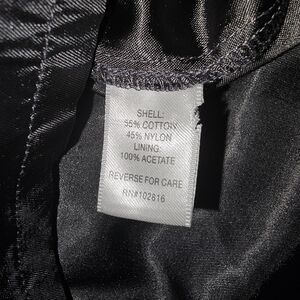 SHELL:
55% COTTON
45% NYLON
LINING:
100% ACETATE
REVERSE FOR CARE
RN#102816